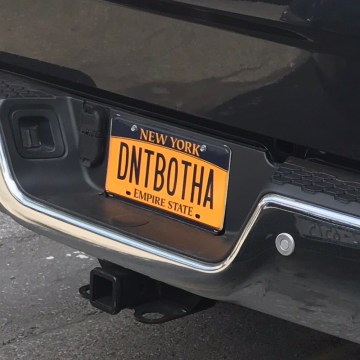 NEW YORK
DNTBOTHA
EMPIRE STATE